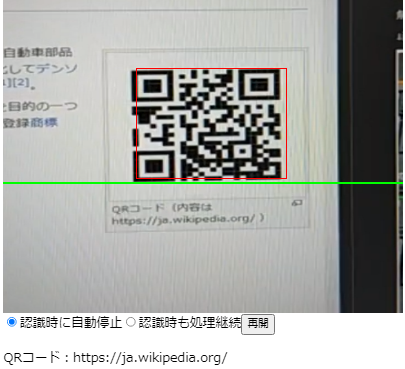 自動車部品
としてデンソ
[1][2]。
な目的の一つ
登録商標
QRコード（内容は
https://ja.wikipedia.org/ ）
認識時に自動停止 認識時も処理継続 再開
QRコード：https://ja.wikipedia.org/